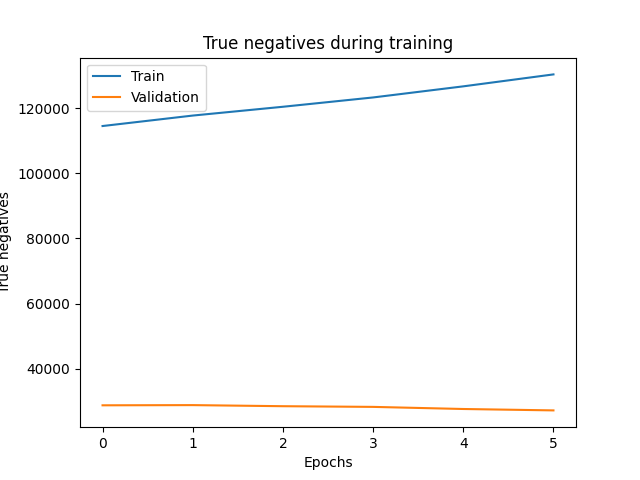 True negatives during training
Train
Validation
True negatives
120000
100000
80000
60000
40000
0 1 2 3 4 5
Epochs